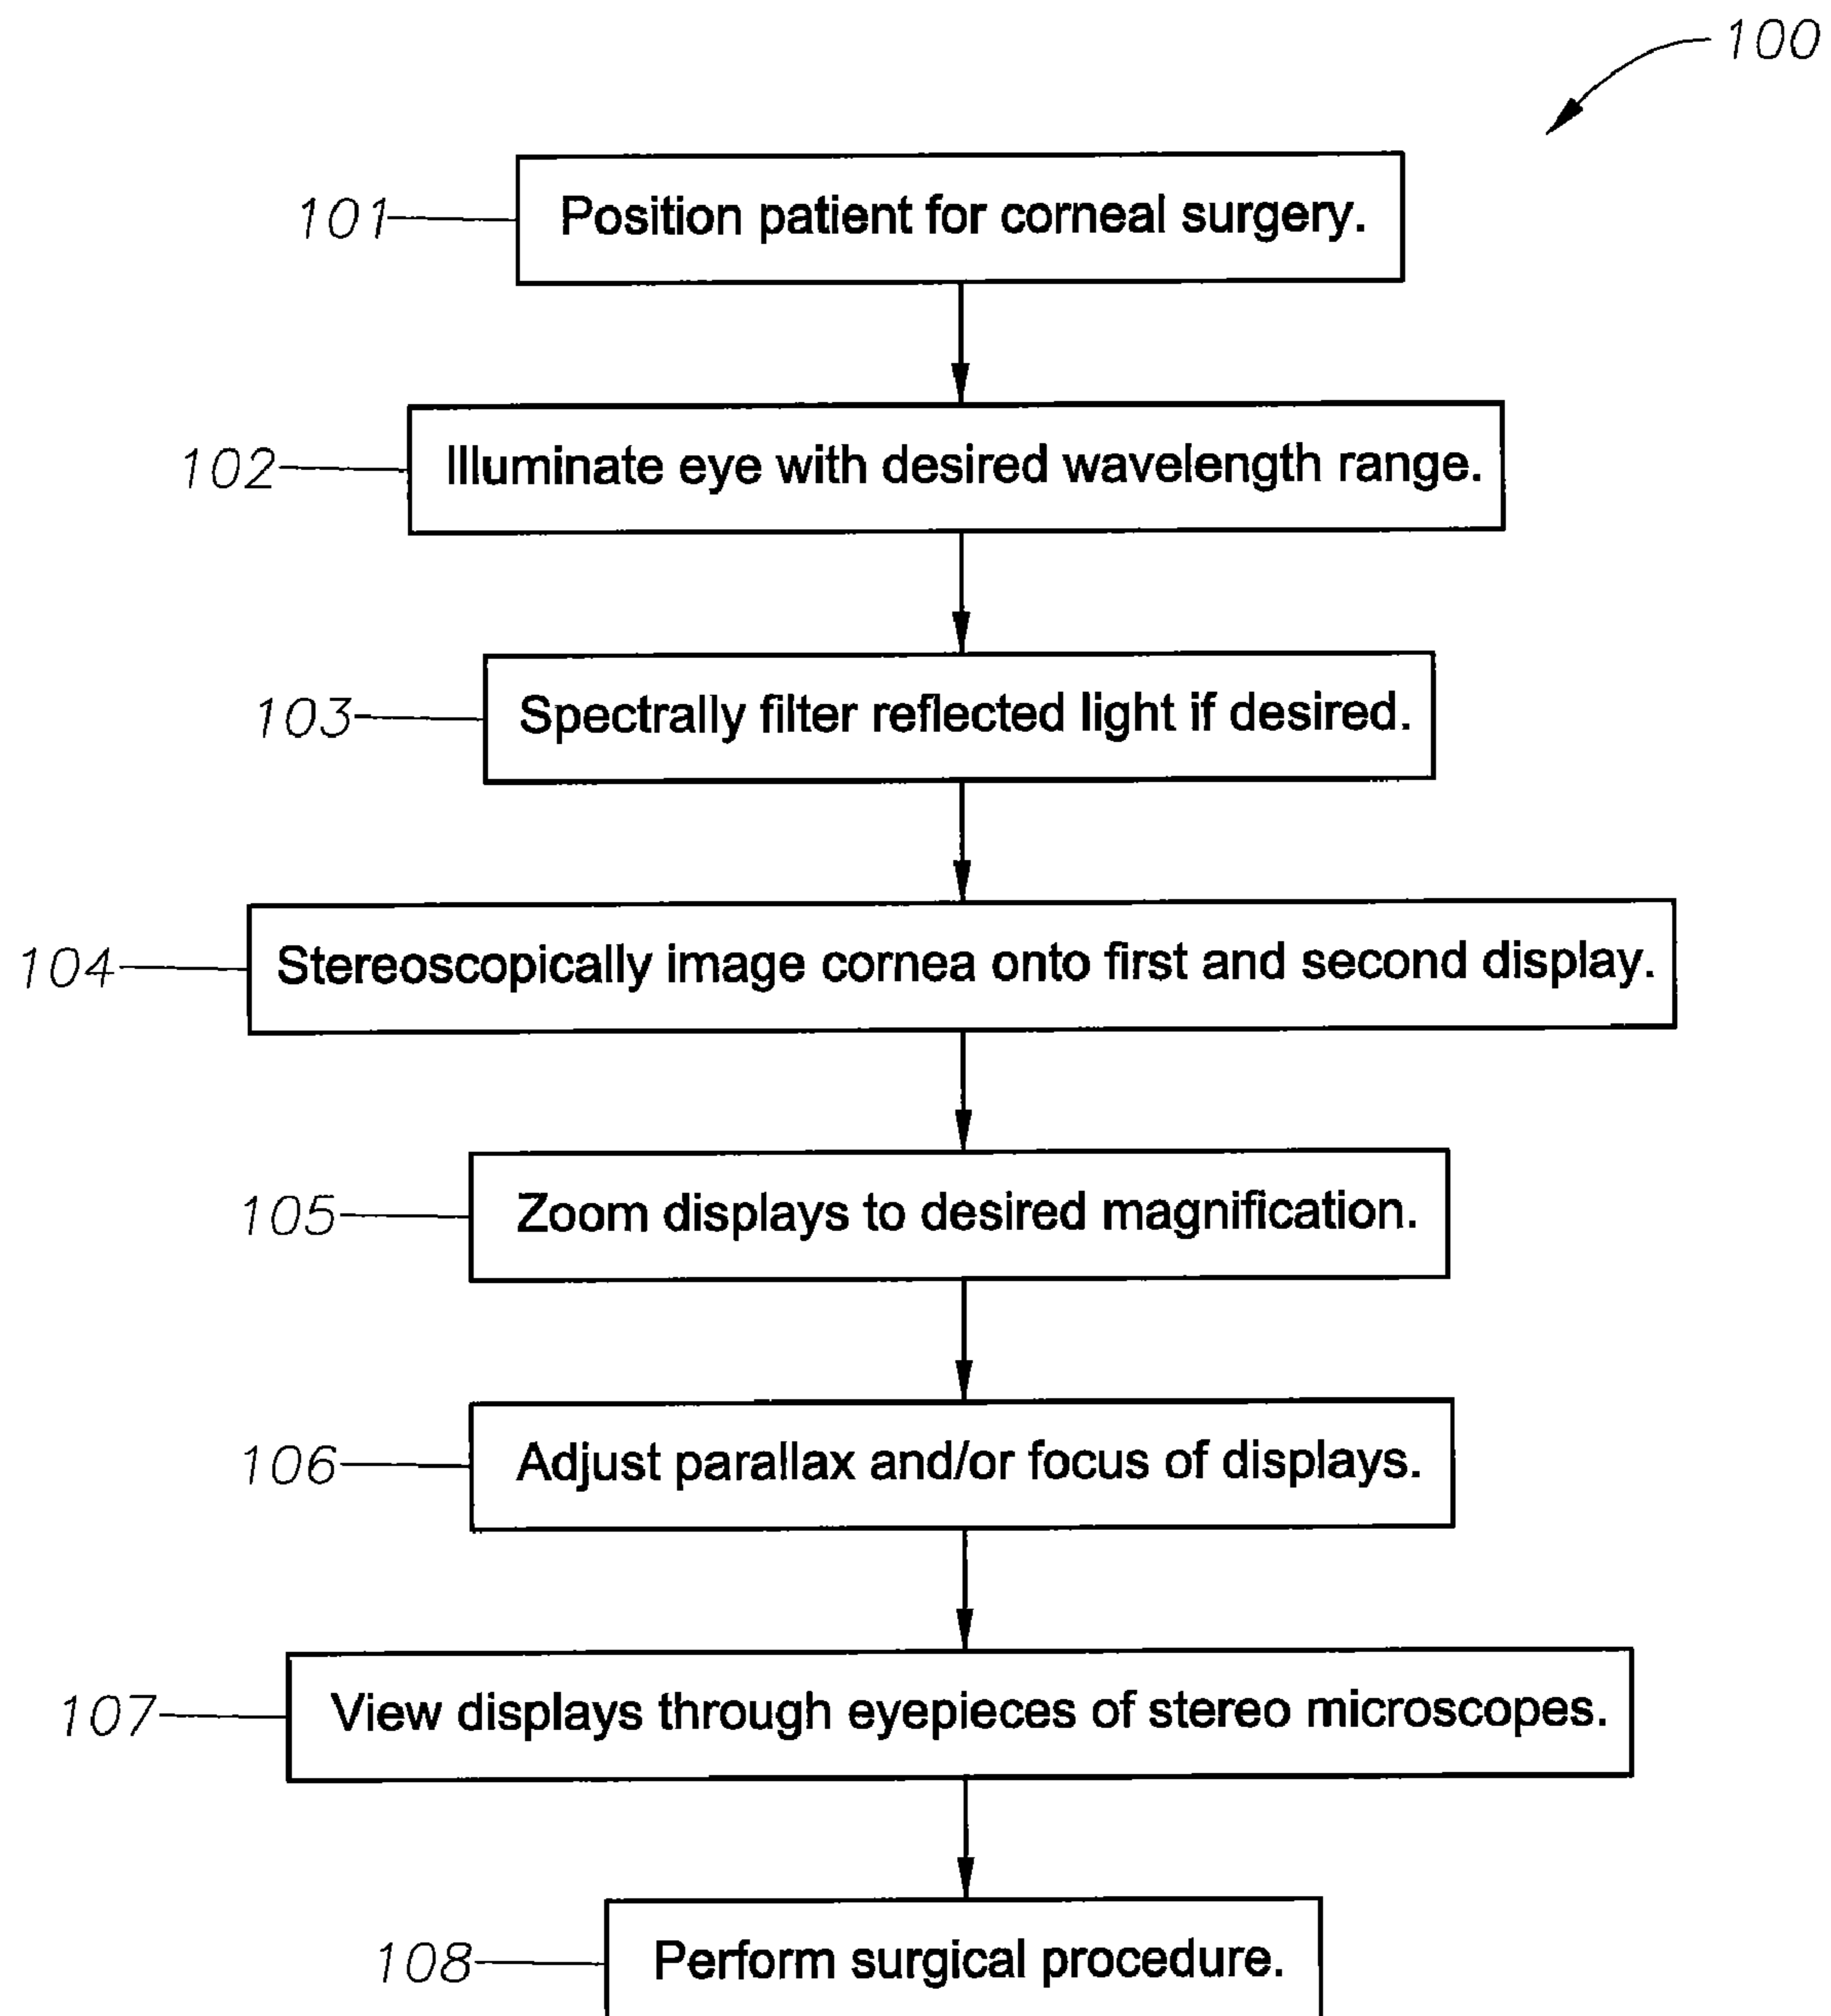 100
101 Position patient for corneal surgery.
102 Illuminate eye with desired wavelength range.
103 Spectrally filter reflected light if desired.
104 Stereoscopically image cornea onto first and second display.
105 Zoom displays to desired magnification.
106 Adjust parallax and/or focus of displays.
107 View displays through eyepieces of stereo microscopes.
108 Perform surgical procedure.